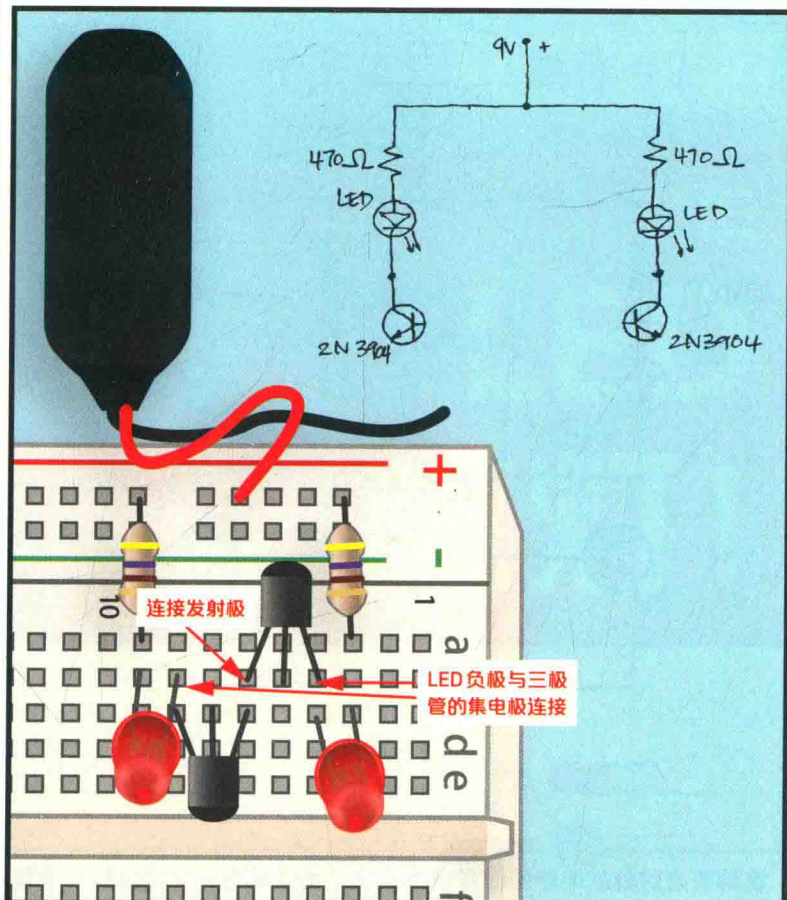 9V +
470Ω
470Ω
LED
LED
2N3904
2N3904
+
-
10
1
连接发射极
a
LED负极与三极
管的集电极连接
d
e
f